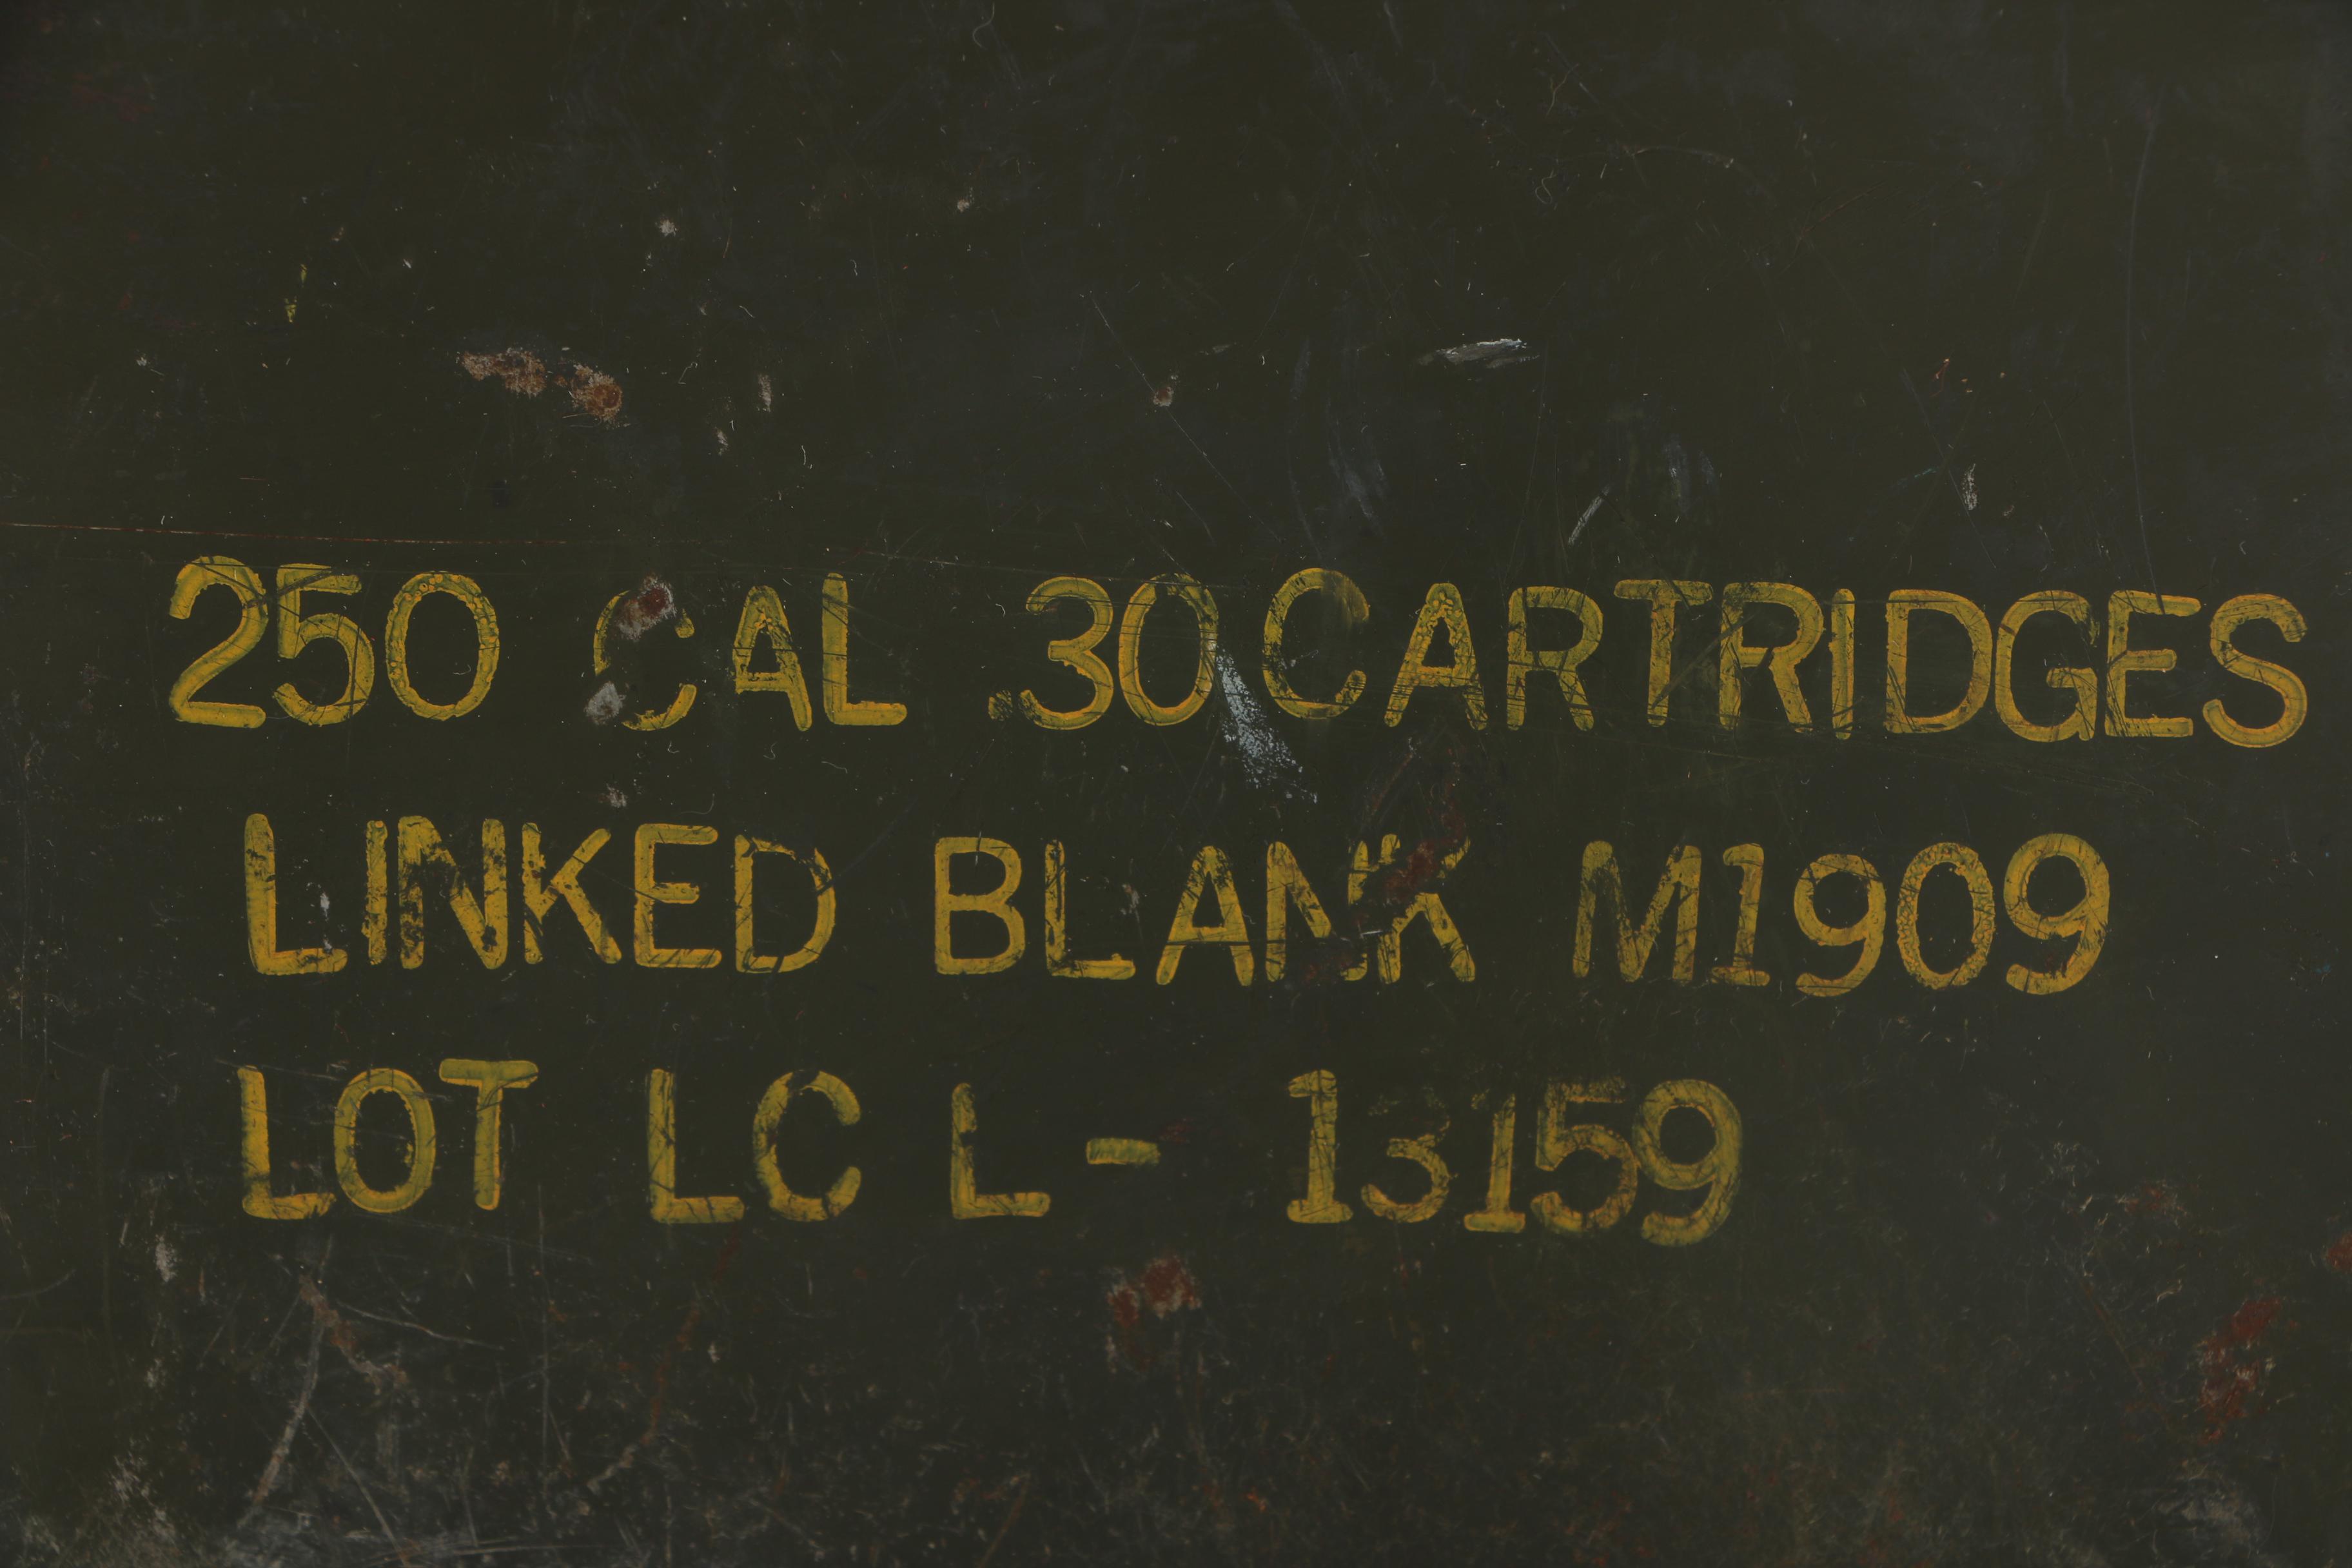 250 CAL .30 CARTRIDGES
LINKED BLANK M1909
LOT LC L - 13159